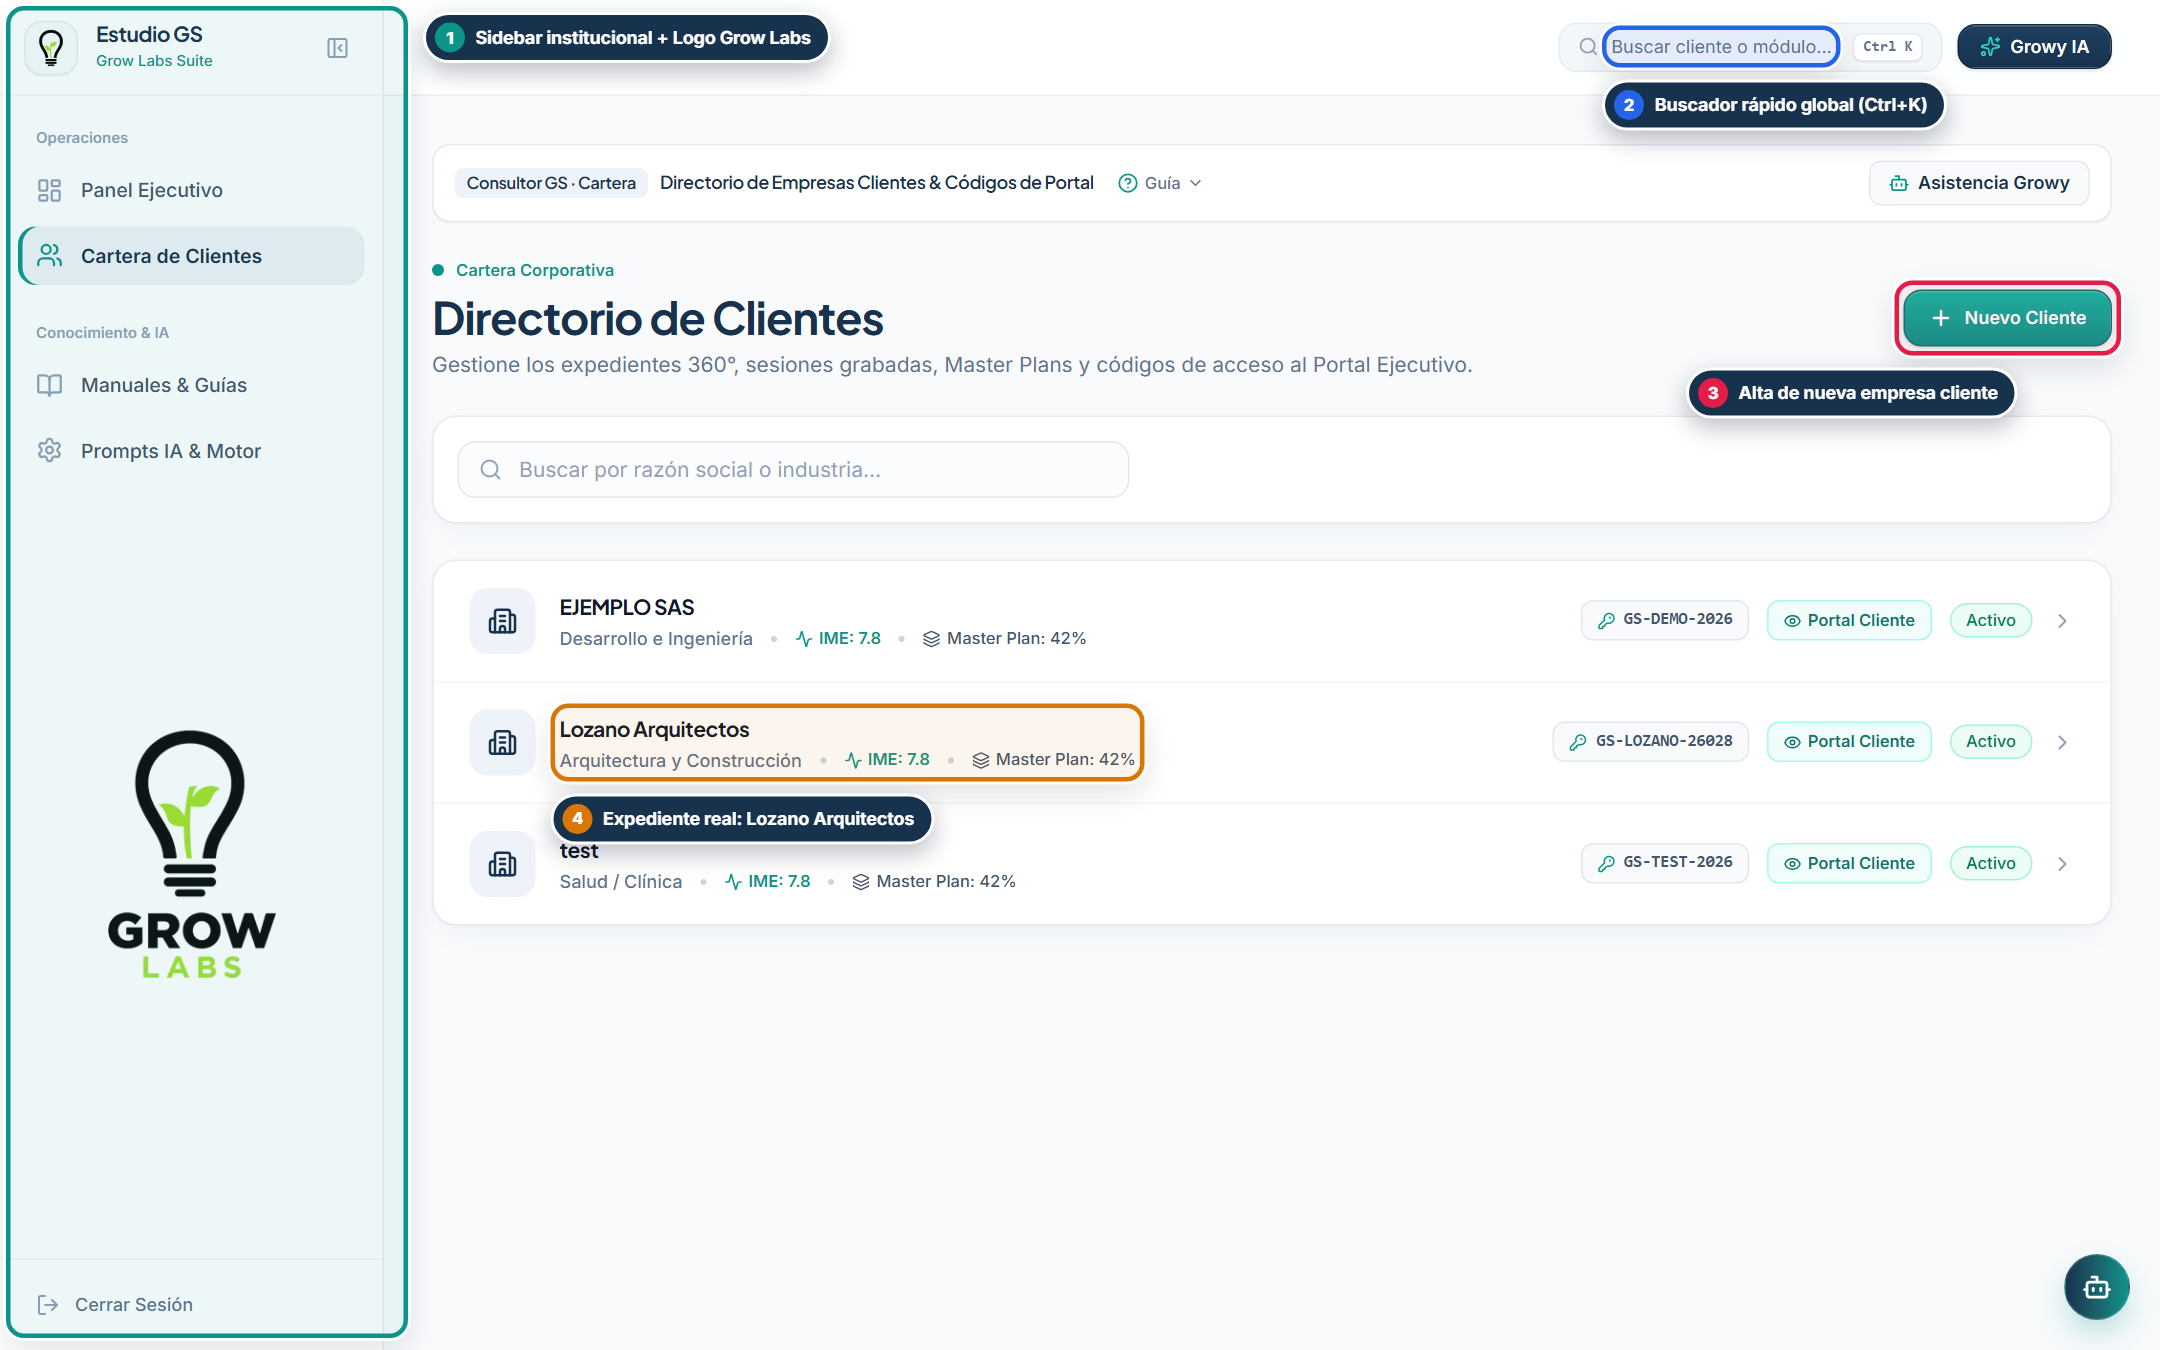 Estudio GS
Grow Labs Suite
1 Sidebar institucional + Logo Grow Labs
Buscar cliente o módulo...
Ctrl K
Growy IA
2 Buscador rápido global (Ctrl+K)
Operaciones
Panel Ejecutivo
Cartera de Clientes
Conocimiento & IA
Manuales & Guías
Prompts IA & Motor
GROW
LABS
Cerrar Sesión
Consultor GS · Cartera
Directorio de Empresas Clientes & Códigos de Portal
Guía
Asistencia Growy
Cartera Corporativa
Directorio de Clientes
Gestione los expedientes 360°, sesiones grabadas, Master Plans y códigos de acceso al Portal Ejecutivo.
+ Nuevo Cliente
3 Alta de nueva empresa cliente
Buscar por razón social o industria...
EJEMPLO SAS
Desarrollo e Ingeniería • IME: 7.8 • Master Plan: 42%
GS-DEMO-2026
Portal Cliente
Activo
Lozano Arquitectos
Arquitectura y Construcción • IME: 7.8 • Master Plan: 42%
GS-LOZANO-26028
Portal Cliente
Activo
4 Expediente real: Lozano Arquitectos
test
Salud / Clínica • IME: 7.8 • Master Plan: 42%
GS-TEST-2026
Portal Cliente
Activo